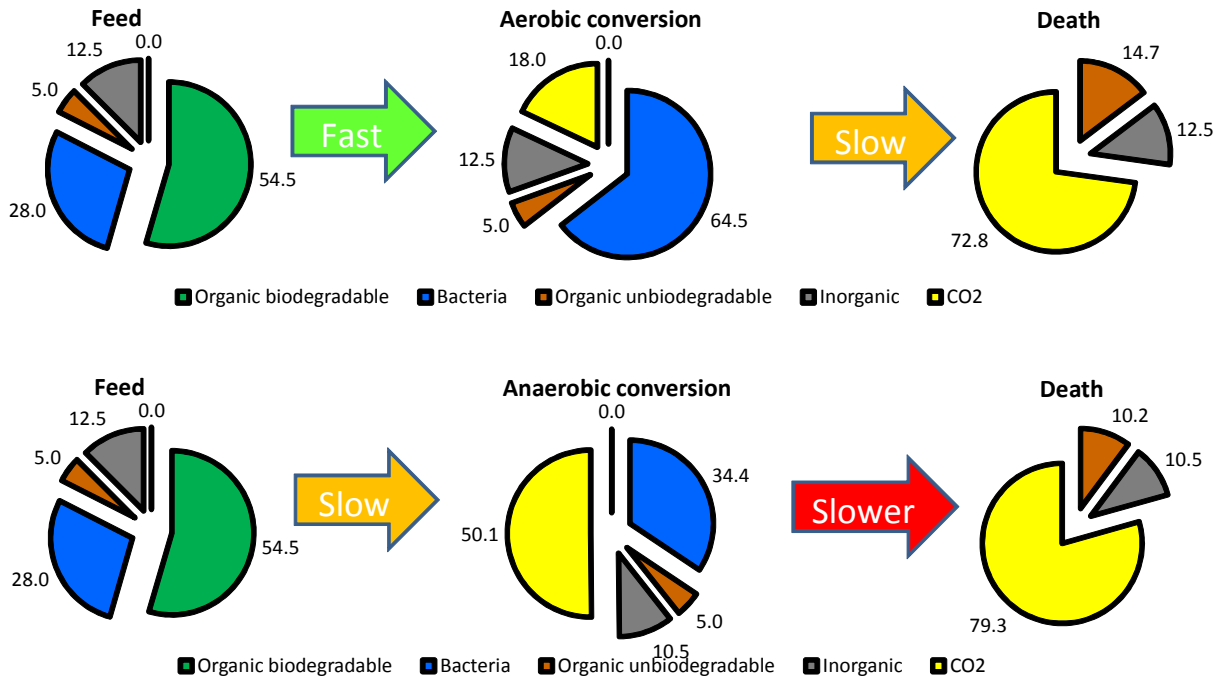 Feed
0.0
12.5
5.0
28.0
54.5
Fast
Aerobic conversion
0.0
18.0
12.5
5.0
64.5
Slow
Death
14.7
12.5
72.8
Organic biodegradable Bacteria Organic unbiodegradable Inorganic CO2
Feed
0.0
12.5
5.0
28.0
54.5
Slow
Anaerobic conversion
0.0
34.4
50.1
5.0
10.5
Slower
Death
10.2
10.5
79.3
Organic biodegradable Bacteria Organic unbiodegradable Inorganic CO2